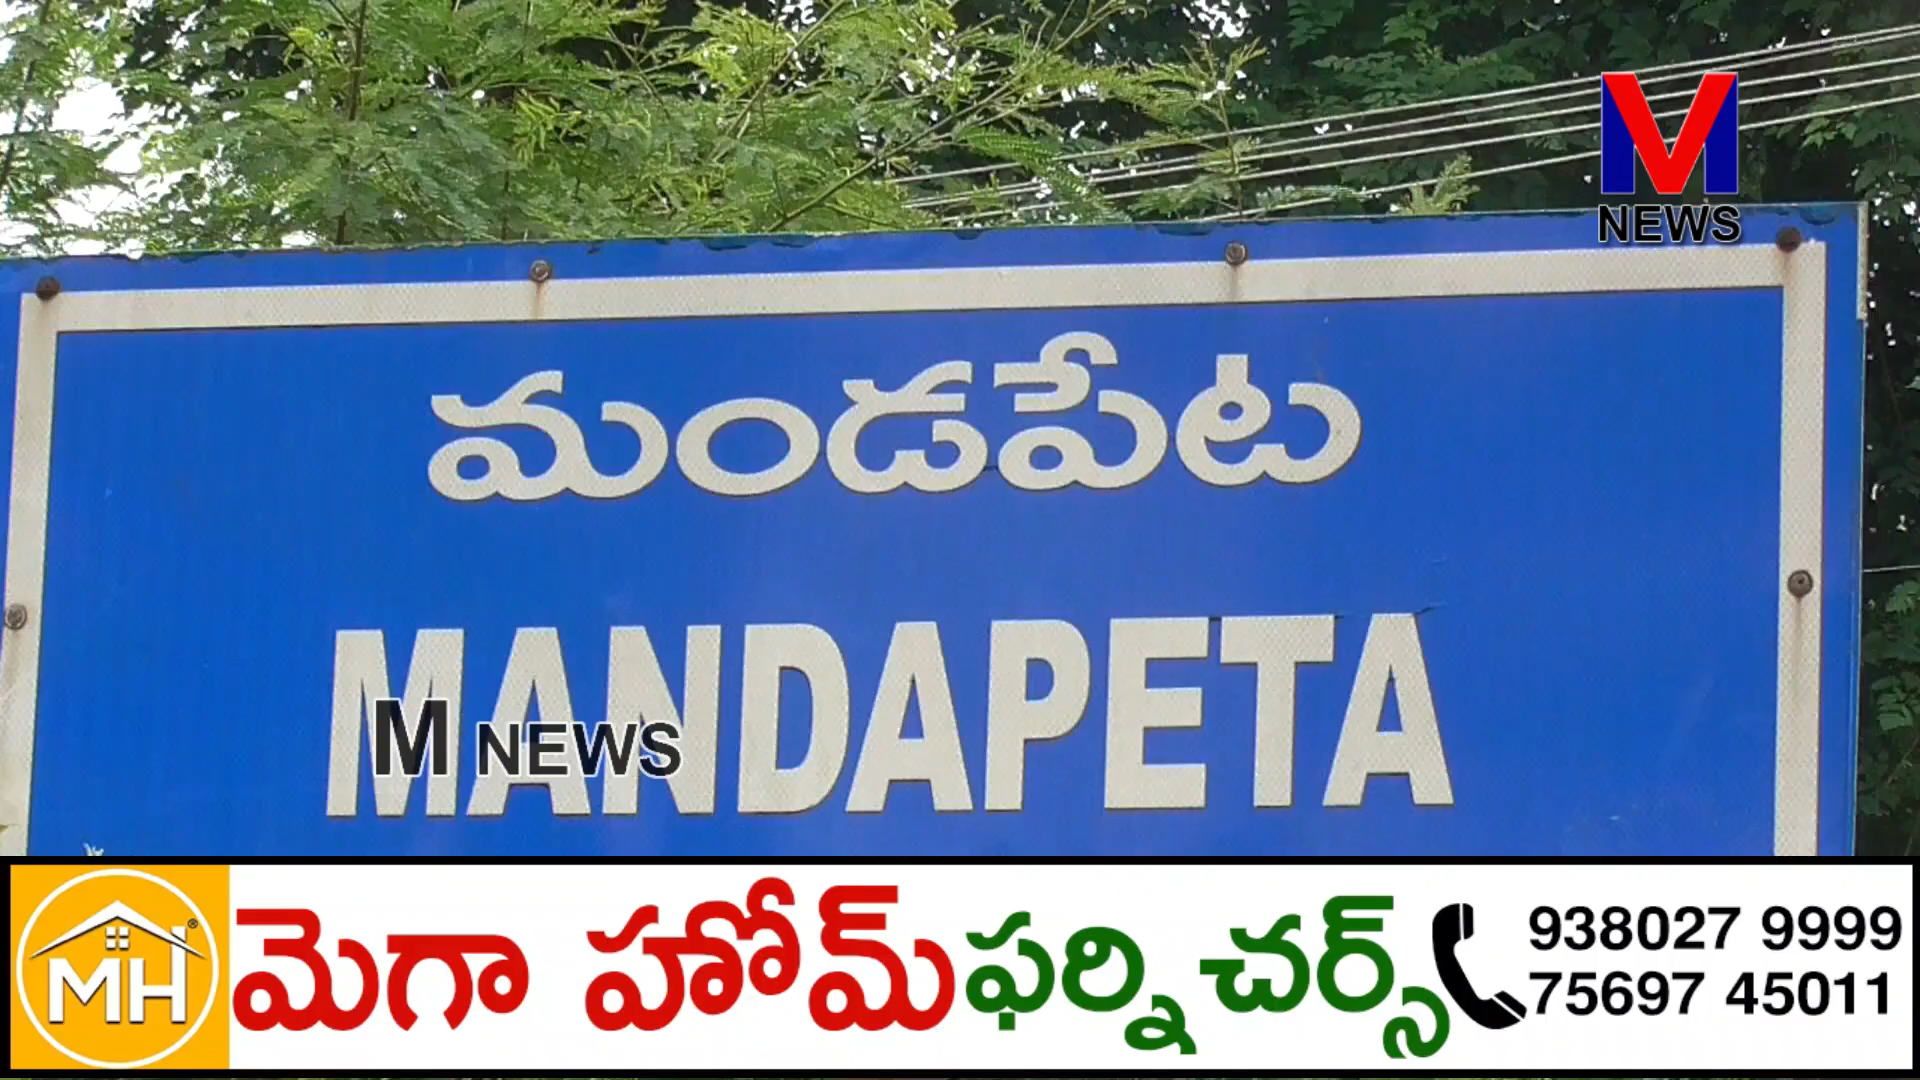 M
NEWS
మండపేట
MANDAPETA
M NEWS
MH®
మెగా హోమ్ ఫర్నిచర్స్
938027 9999
75697 45011